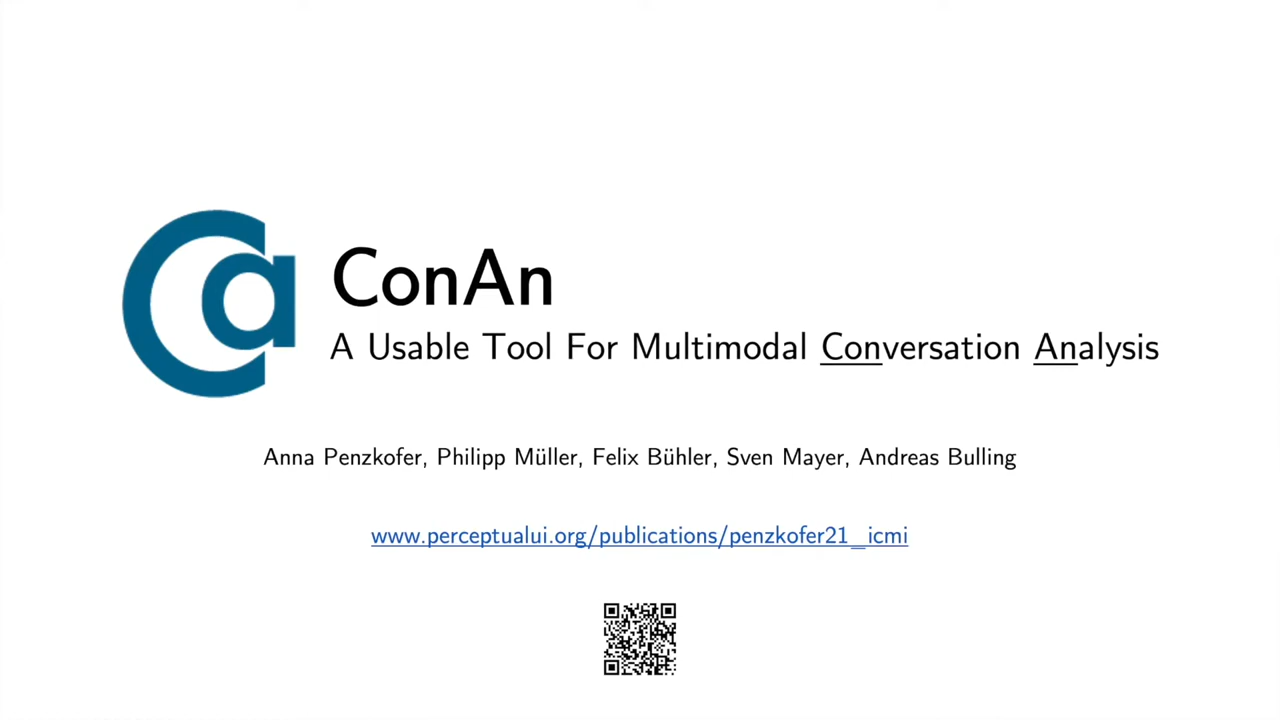 Ca
ConAn
A Usable Tool For Multimodal Conversation Analysis
Anna Penzkofer, Philipp Müller, Felix Bühler, Sven Mayer, Andreas Bulling
www.perceptualui.org/publications/penzkofer21_icmi